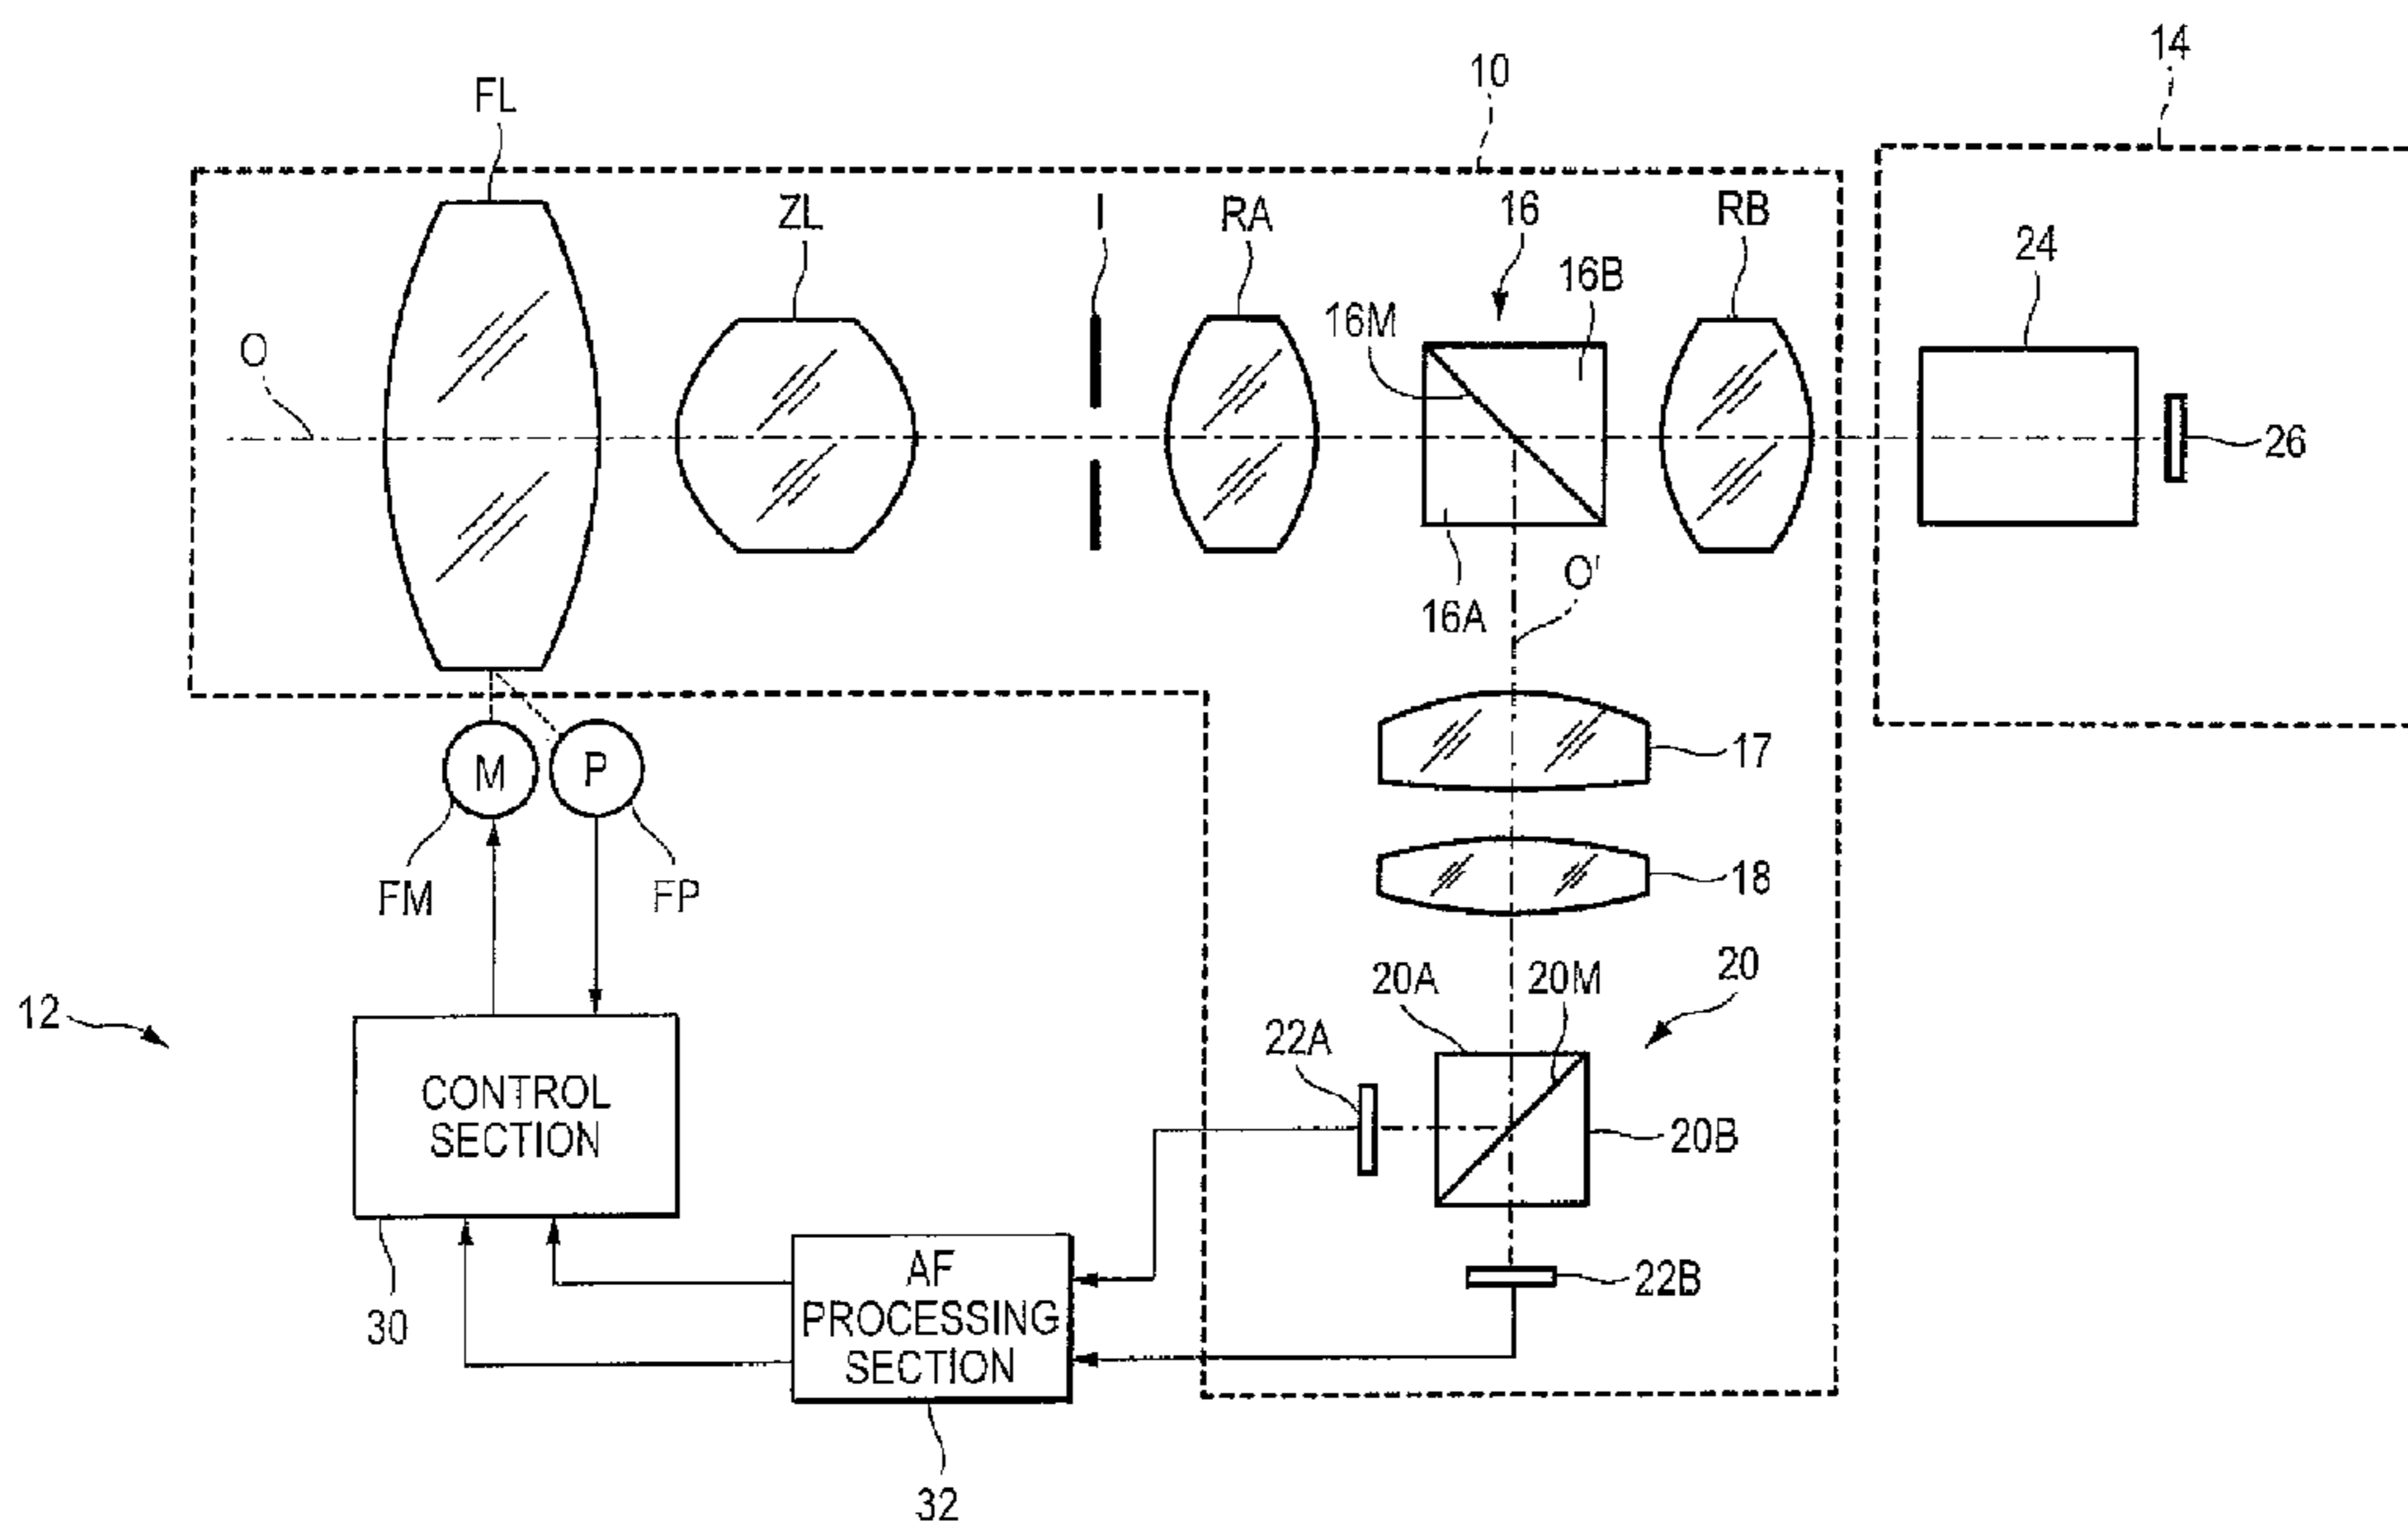 14
10
FL
ZL
I
RA
16
RB
16B
24
16M
O
26
16A
O'
17
M
P
18
FM
FP
20
20A
20M
12
22A
CONTROL
SECTION
20B
AF
PROCESSING
SECTION
22B
30
32